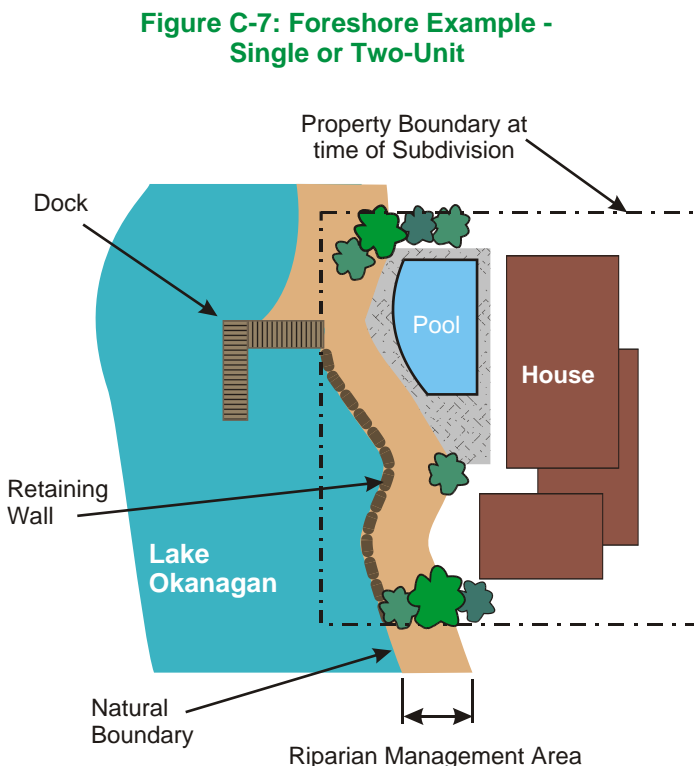 Figure C-7: Foreshore Example -
Single or Two-Unit
Property Boundary at
time of Subdivision
Dock
Pool
House
Retaining
Wall
Lake
Okanagan
Natural
Boundary
Riparian Management Area